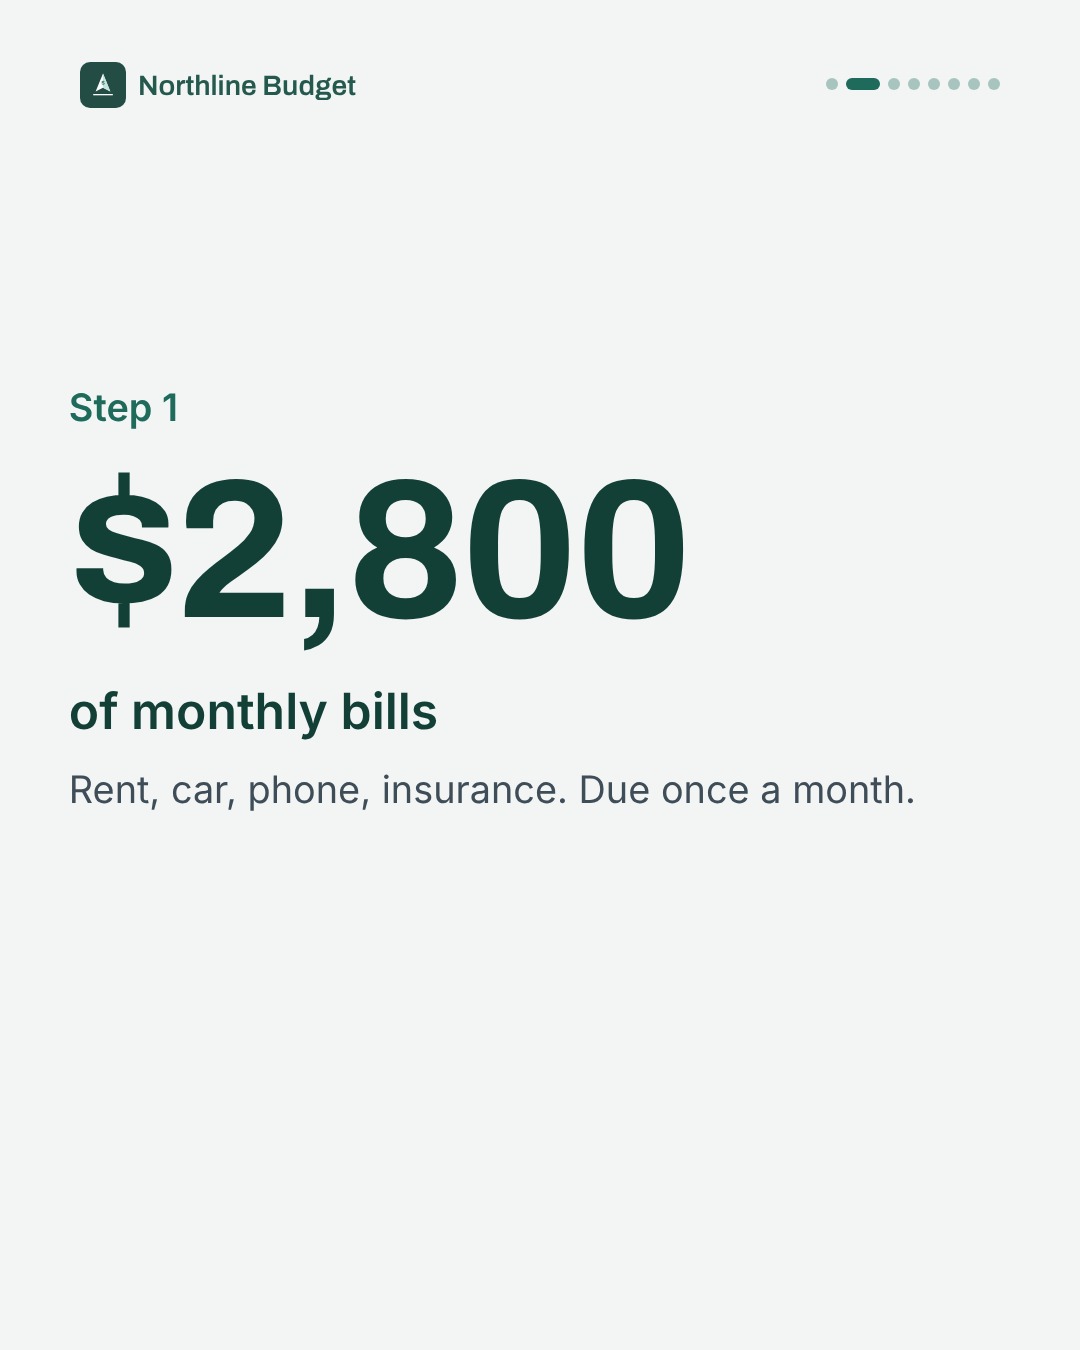 Northline Budget
Step 1
$2,800
of monthly bills
Rent, car, phone, insurance. Due once a month.